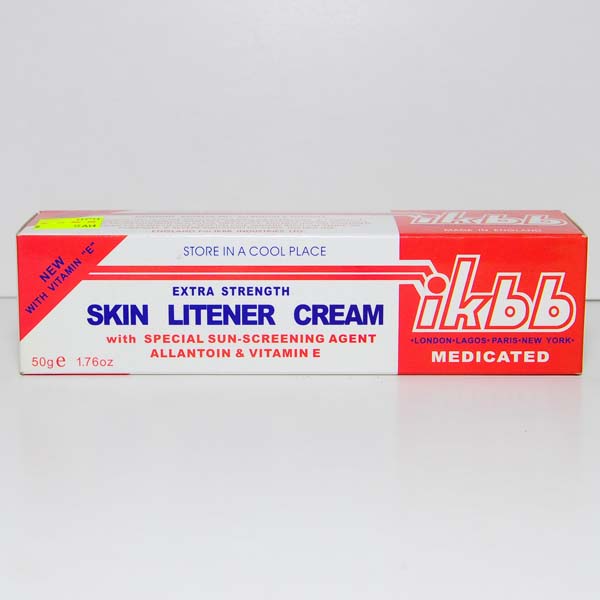 ikbb
MADE IN ENGLAND
NEW
WITH VITAMIN "E"
STORE IN A COOL PLACE
EXTRA STRENGTH
SKIN LITENER CREAM
with SPECIAL SUN-SCREENING AGENT
ALLANTOIN & VITAMIN E
50g e 1.76oz
ikbb
•LONDON•LAGOS•PARIS•NEW YORK•
MEDICATED